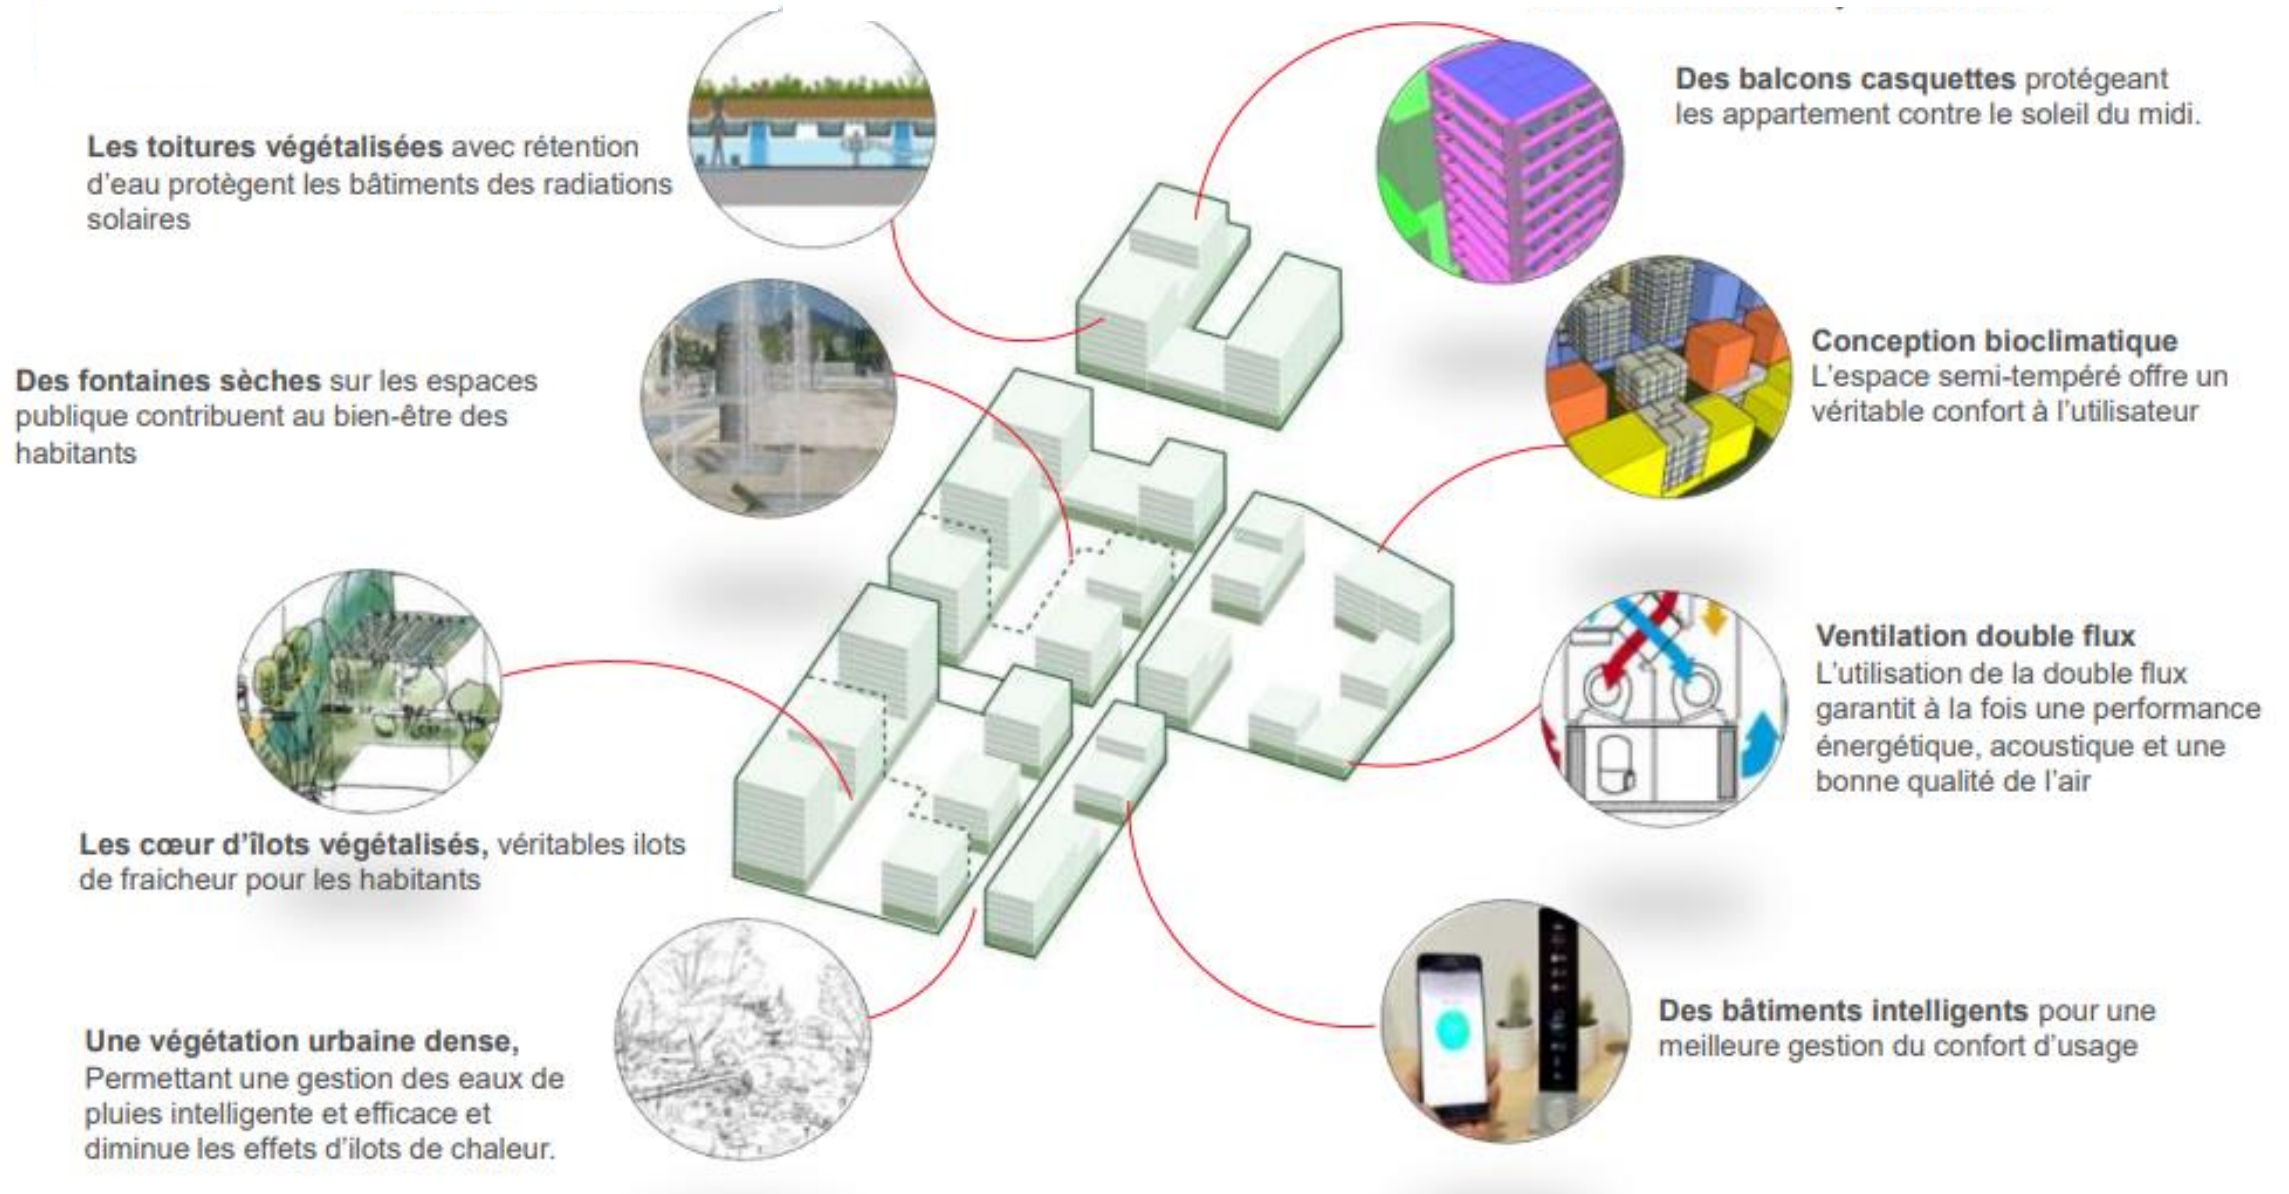 Les toitures végétalisées avec rétention
d'eau protègent les bâtiments des radiations
solaires
Des fontaines sèches sur les espaces
publique contribuent au bien-être des
habitants
Les cœur d'îlots végétalisés, véritables ilots
de fraicheur pour les habitants
Une végétation urbaine dense,
Permettant une gestion des eaux de
pluies intelligente et efficace et
diminue les effets d'ilots de chaleur.
Des balcons casquettes protégeant
les appartement contre le soleil du midi.
Conception bioclimatique
L'espace semi-tempéré offre un
véritable confort à l'utilisateur
Ventilation double flux
L'utilisation de la double flux
garantit à la fois une performance
énergétique, acoustique et une
bonne qualité de l'air
Des bâtiments intelligents pour une
meilleure gestion du confort d'usage